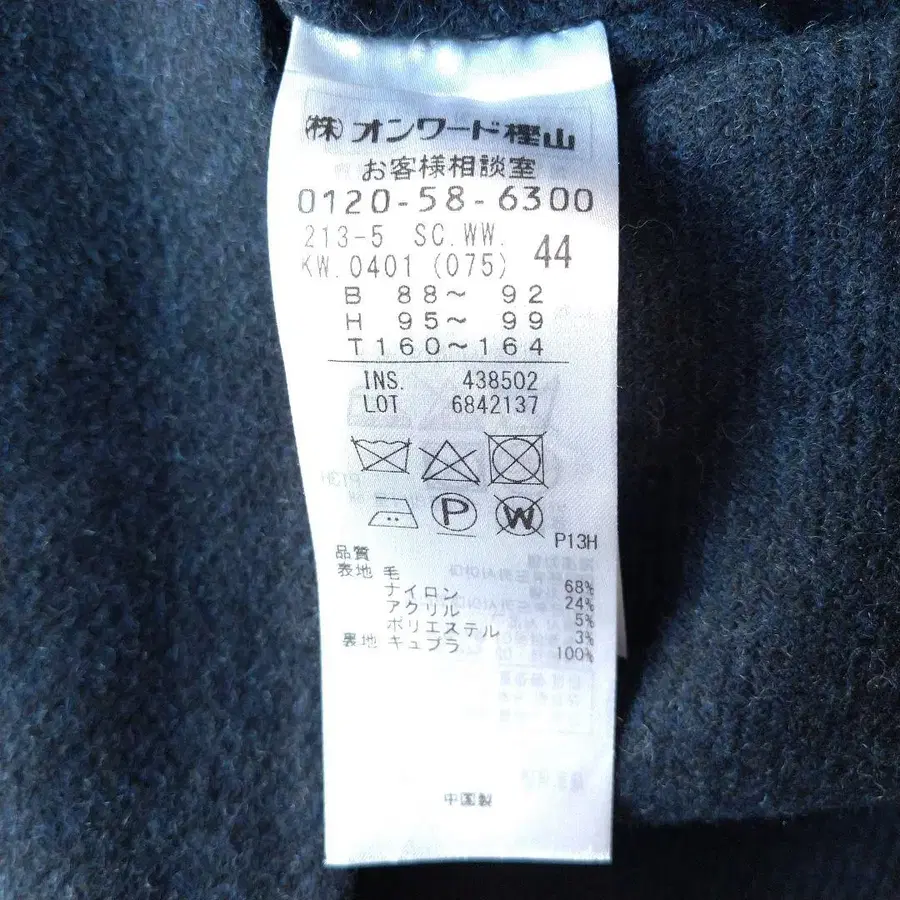 (株)オンワード樫山
お客様相談室
0120-58-6300
213-5 SC.WW.
KW.0401 (075) 44
B 88～ 92
H 95～ 99
T 160～164
INS. 438502
LOT 6842137
P W
P13H
品質
表地 毛 68%
ナイロン 24%
アクリル 5%
ポリエステル 3%
裏地 キュプラ 100%
中国製